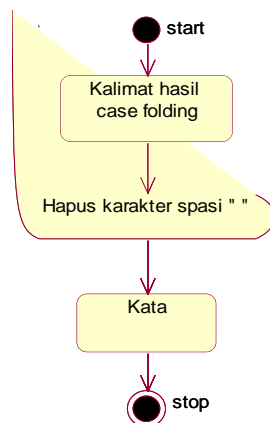 start
Kalimat hasil
case folding
Hapus karakter spasi " "
Kata
stop